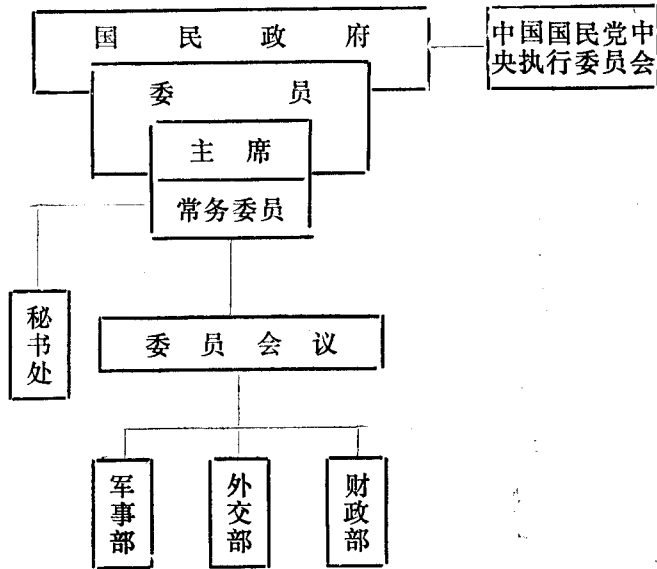 国民政府
中国国民党中
央执行委员会
委员
主席
常务委员
秘书处
委员会议
军事部
外交部
财政部